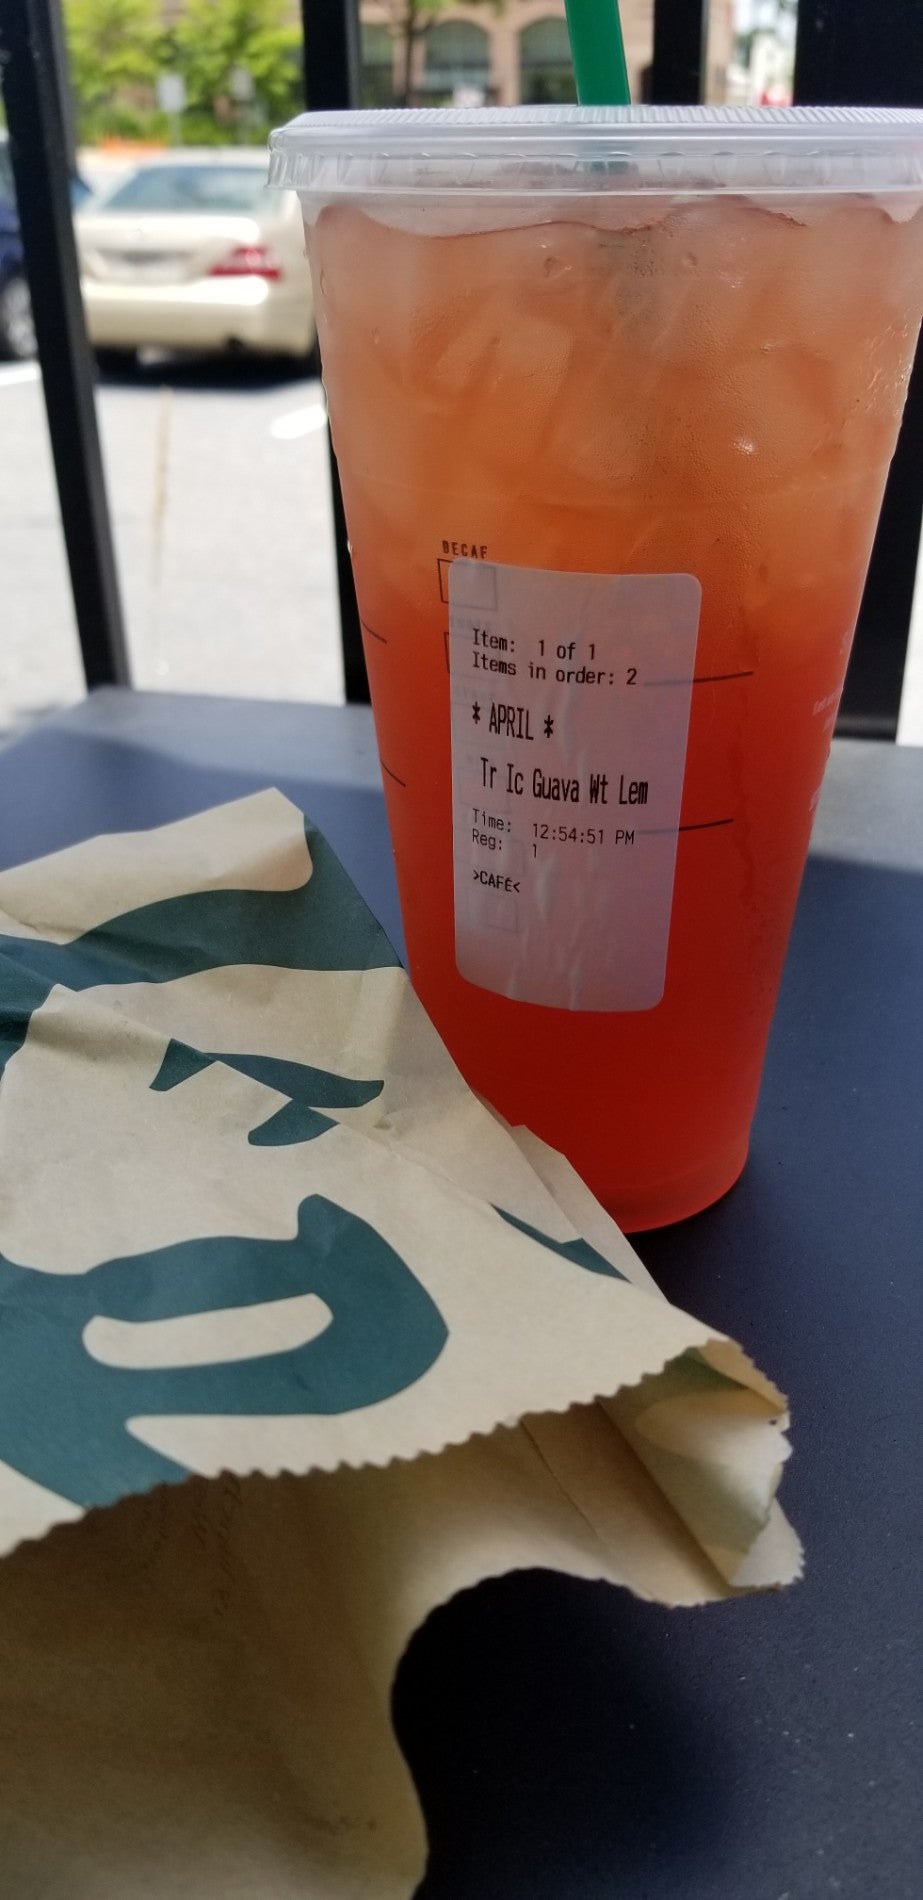 DECAF
Item: 1 of 1
Items in order: 2
* APRIL *
Tr Ic Guava Wt Lem
Time: 12:54:51 PM
Reg: 1
>CAFÉ<